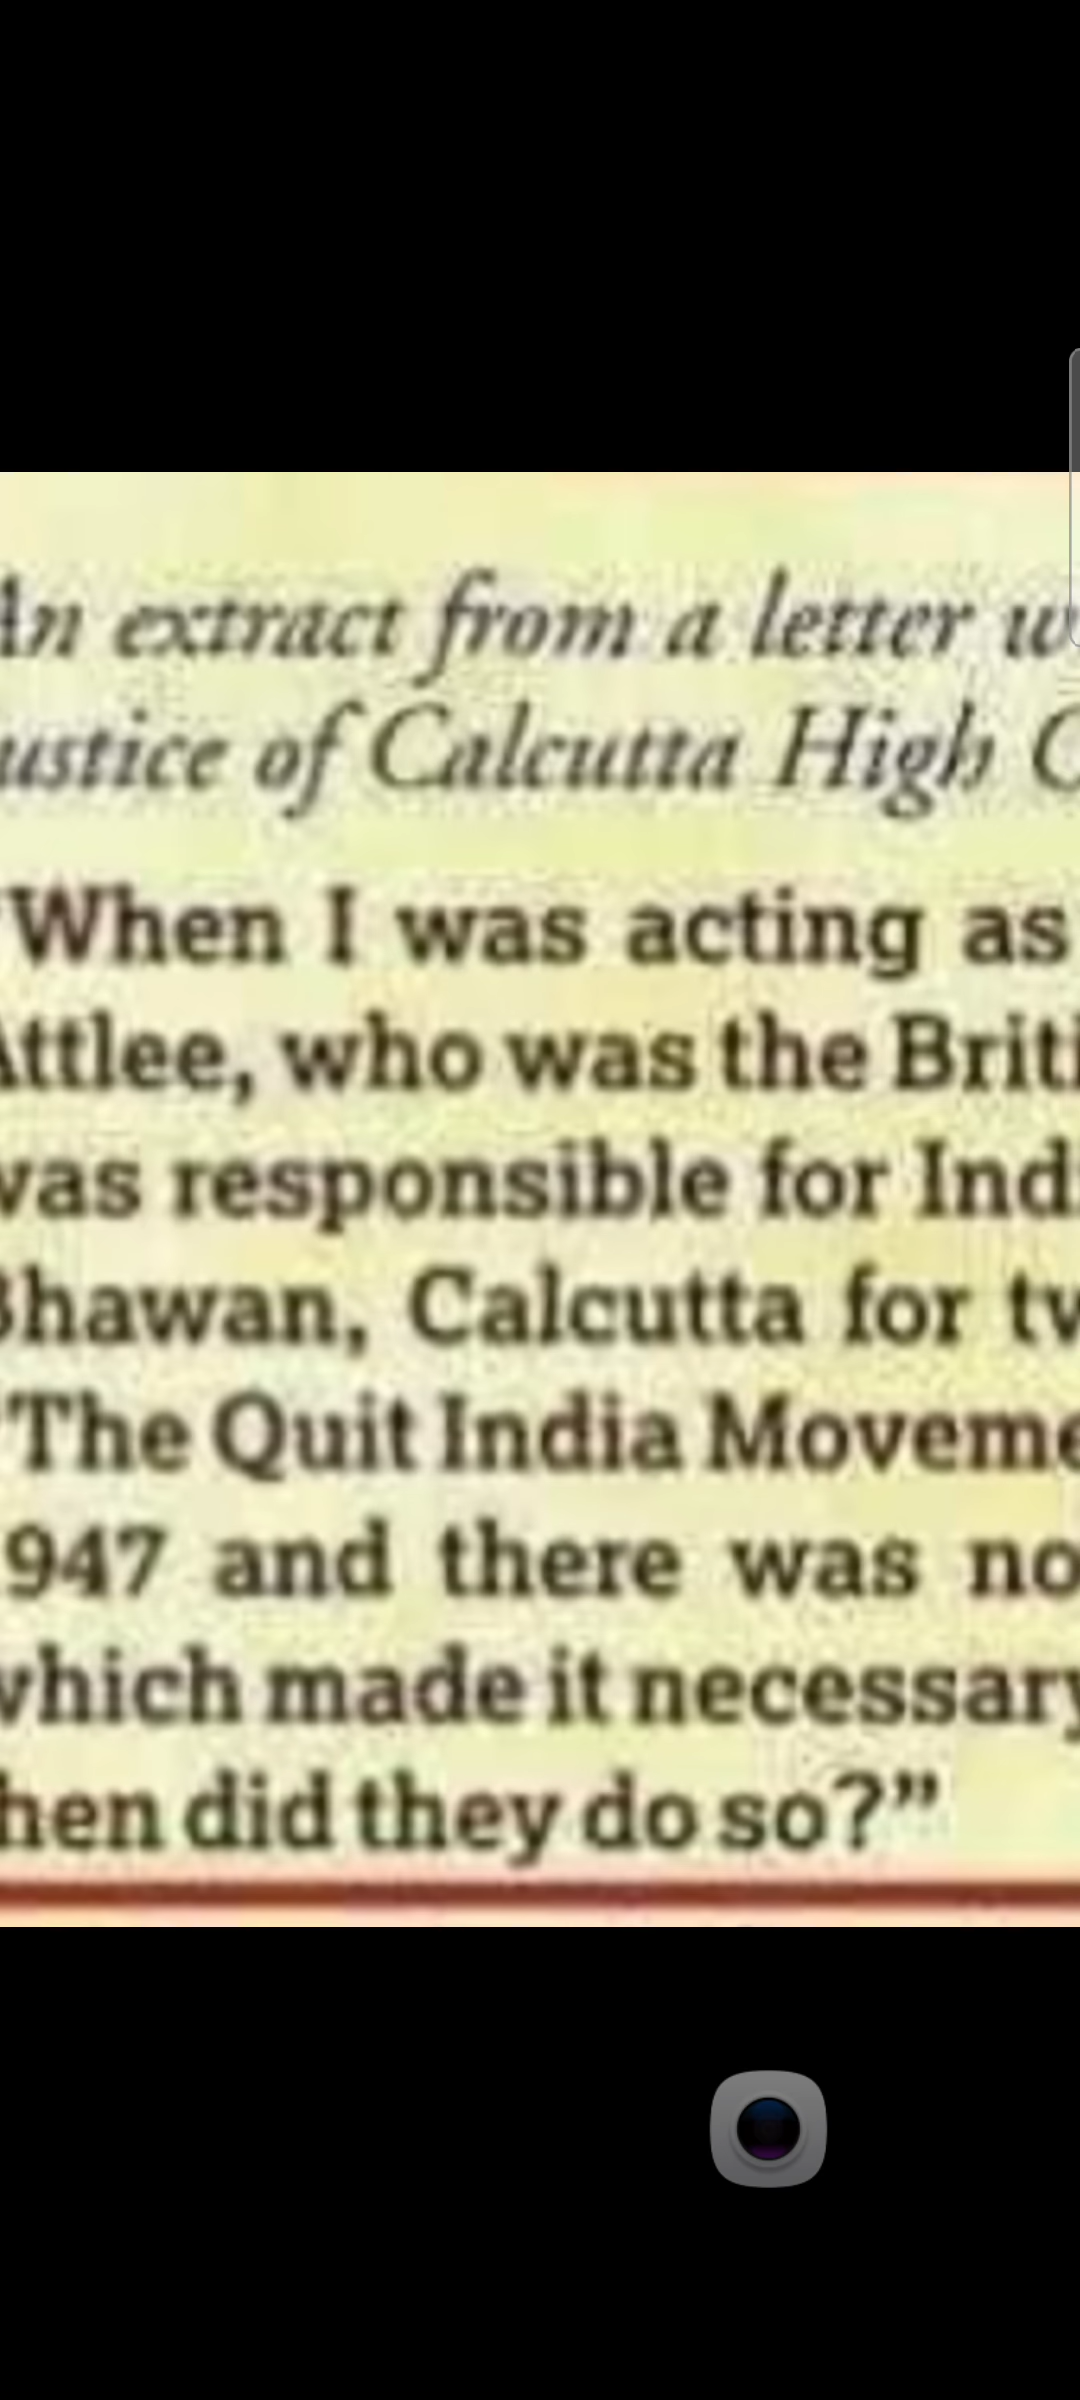 An extract from a letter w
ustice of Calcutta High C
"When I was acting as
Attlee, who was the Briti
was responsible for Ind
Bhawan, Calcutta for tw
"The Quit India Moveme
947 and there was no
which made it necessary
hen did they do so?"